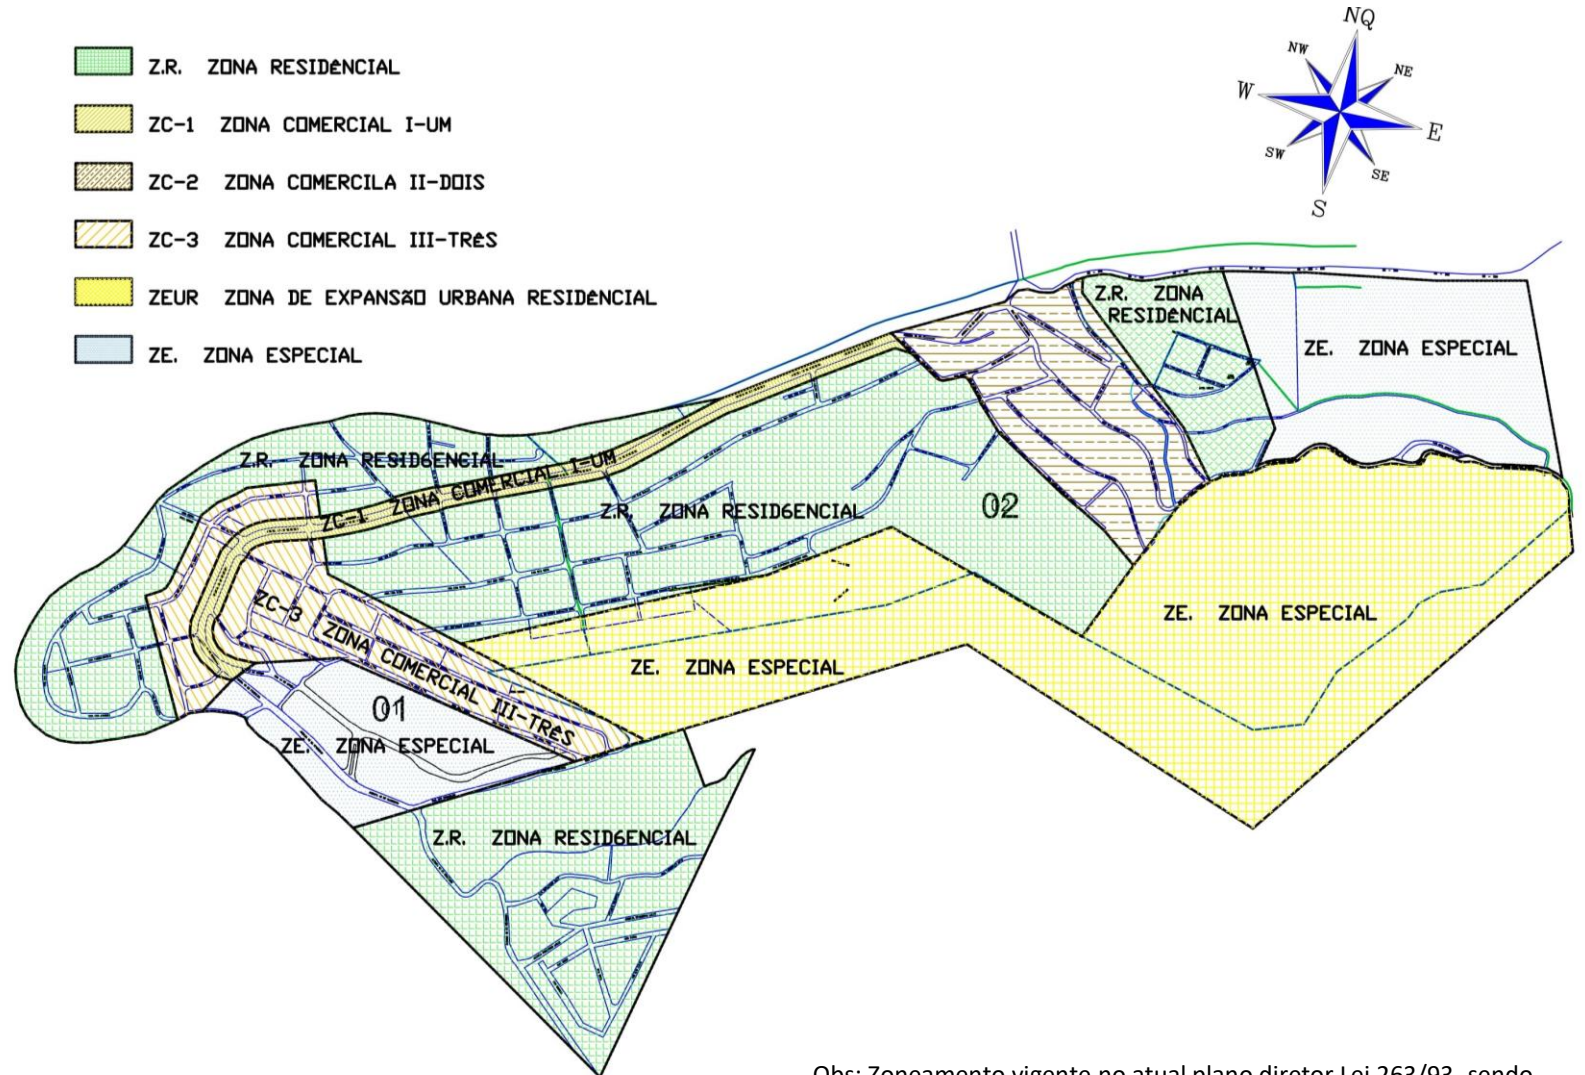 NQ
NW
NE
W
E
SW
SE
S
Z.R. ZONA RESIDÊNCIAL
ZC-1 ZONA COMERCIAL I-UM
ZC-2 ZONA COMERCILA II-DOIS
ZC-3 ZONA COMERCIAL III-TRÊS
ZEUR ZONA DE EXPANSÃO URBANA RESIDÊNCIAL
ZE. ZONA ESPECIAL
Z.R. ZONA
RESIDÊNCIAL
ZE. ZONA ESPECIAL
Z.R. ZONA RESID6ENCIAL
ZC-1 ZONA COMERCIAL I-UM
Z.R. ZONA RESID6ENCIAL
02
ZC-3 ZONA COMERCIAL III-TRÊS
ZE. ZONA ESPECIAL
ZE. ZONA ESPECIAL
01
ZE. ZONA ESPECIAL
Z.R. ZONA RESID6ENCIAL
Obs: Zoneamento vigente no atual plano diretor Lei 263/93, sendo